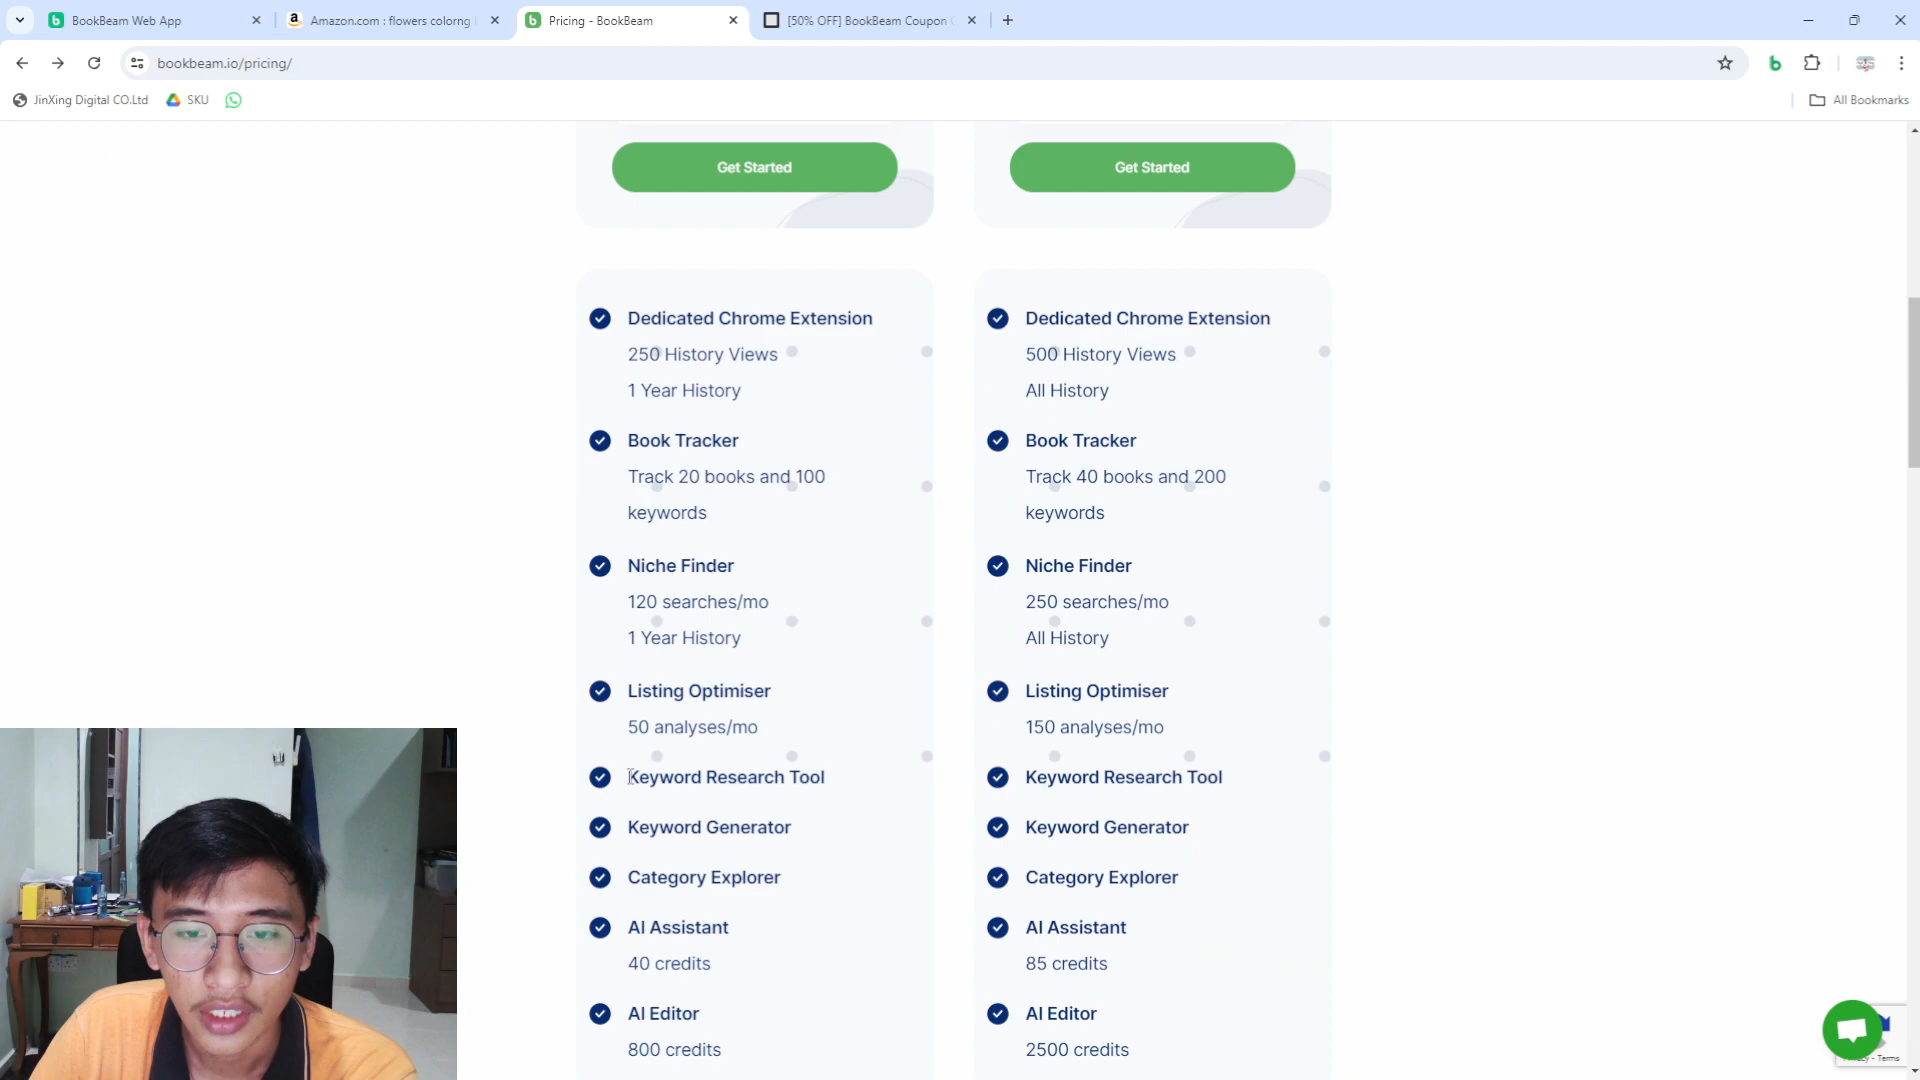 BookBeam Web App
Amazon.com : flowers colorng
Pricing - BookBeam
[50% OFF] BookBeam Coupon
bookbeam.io/pricing/
JinXing Digital CO.Ltd
SKU
All Bookmarks
Get Started
Get Started
Dedicated Chrome Extension
250 History Views
1 Year History
Book Tracker
Track 20 books and 100
keywords
Niche Finder
120 searches/mo
1 Year History
Listing Optimiser
50 analyses/mo
Keyword Research Tool
Keyword Generator
Category Explorer
AI Assistant
40 credits
AI Editor
800 credits
Dedicated Chrome Extension
500 History Views
All History
Book Tracker
Track 40 books and 200
keywords
Niche Finder
250 searches/mo
All History
Listing Optimiser
150 analyses/mo
Keyword Research Tool
Keyword Generator
Category Explorer
AI Assistant
85 credits
AI Editor
2500 credits
- Terms